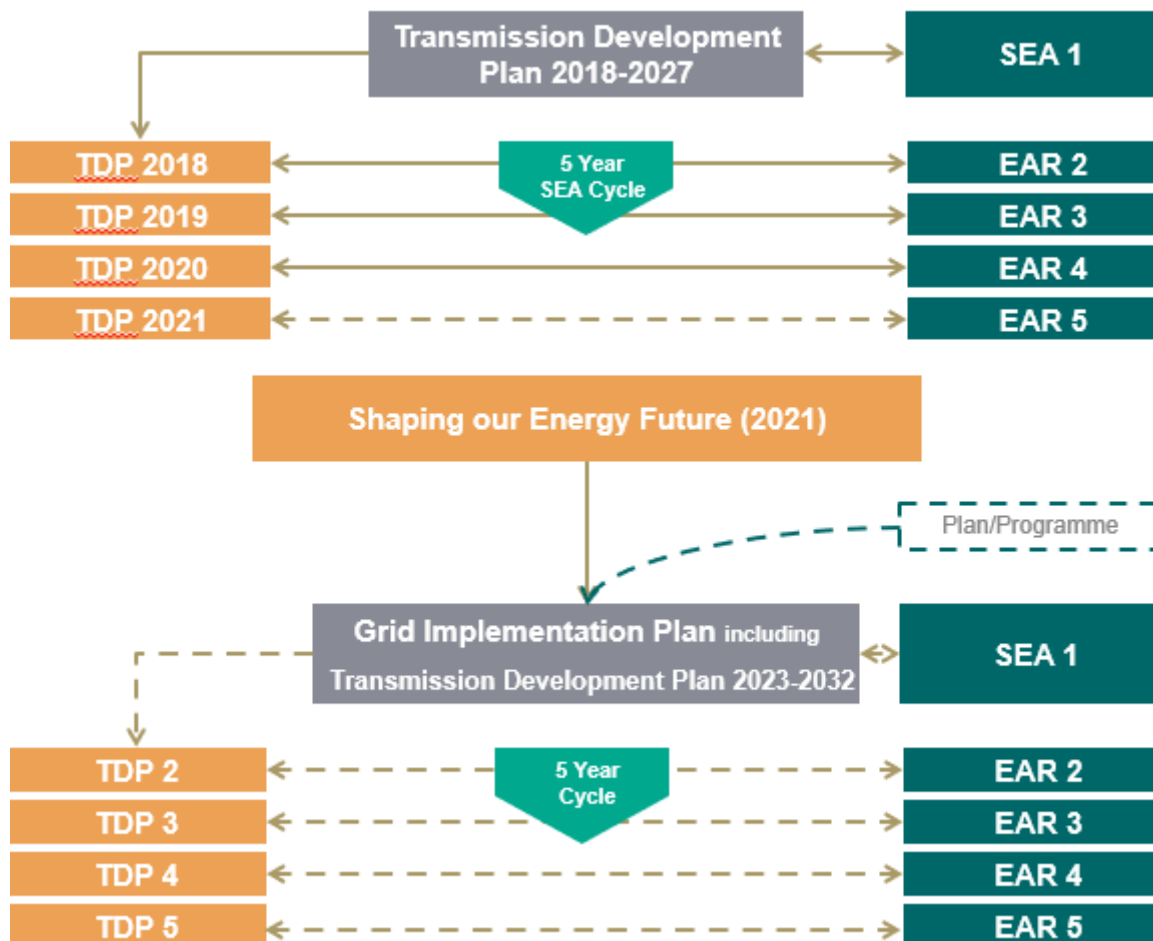 Transmission Development
Plan 2018-2027
SEA 1
TDP 2018
5 Year
SEA Cycle
EAR 2
TDP 2019
EAR 3
TDP 2020
EAR 4
TDP 2021
EAR 5
Shaping our Energy Future (2021)
Plan/Programme
Grid Implementation Plan including
Transmission Development Plan 2023-2032
SEA 1
TDP 2
5 Year
Cycle
EAR 2
TDP 3
EAR 3
TDP 4
EAR 4
TDP 5
EAR 5